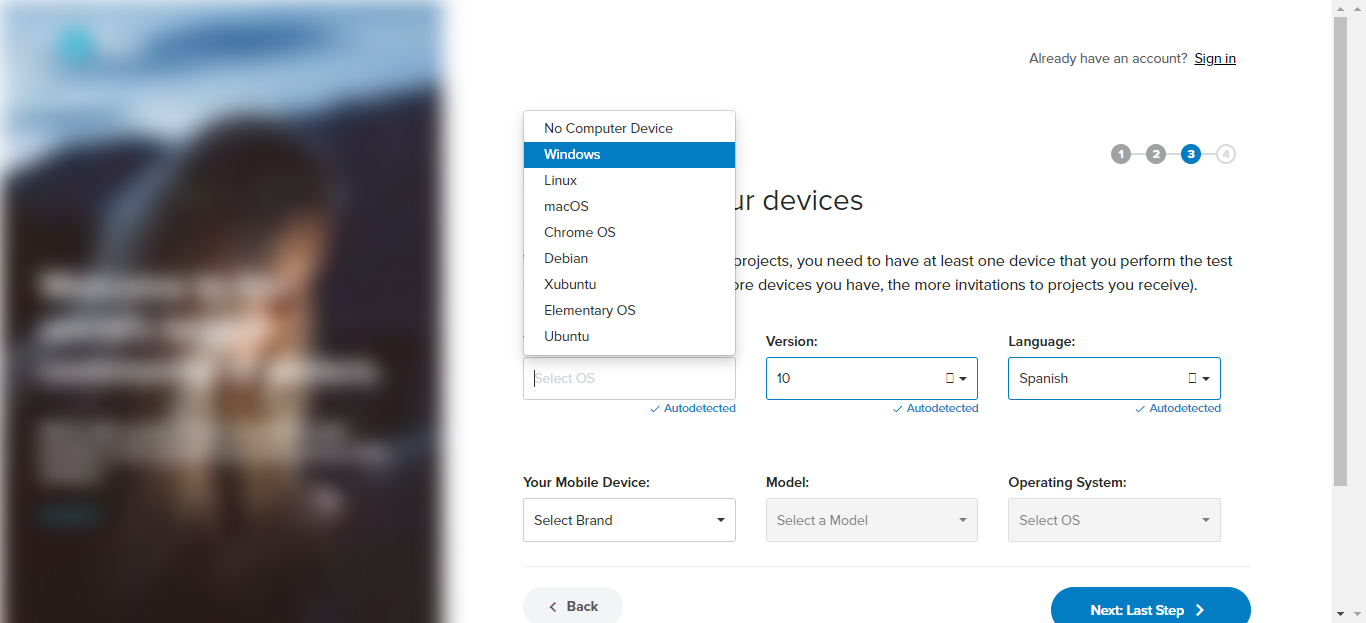 Already have an account? Sign in
No Computer Device
Windows
Linux
macOS
Chrome OS
Debian
Xubuntu
Elementary OS
Ubuntu
1 2 3 4
ur devices
projects, you need to have at least one device that you perform the test
ore devices you have, the more invitations to projects you receive).
Version: Language:
Select OS 10 Spanish
Autodetected Autodetected Autodetected
Your Mobile Device: Model: Operating System:
Select Brand Select a Model Select OS
Back Next: Last Step